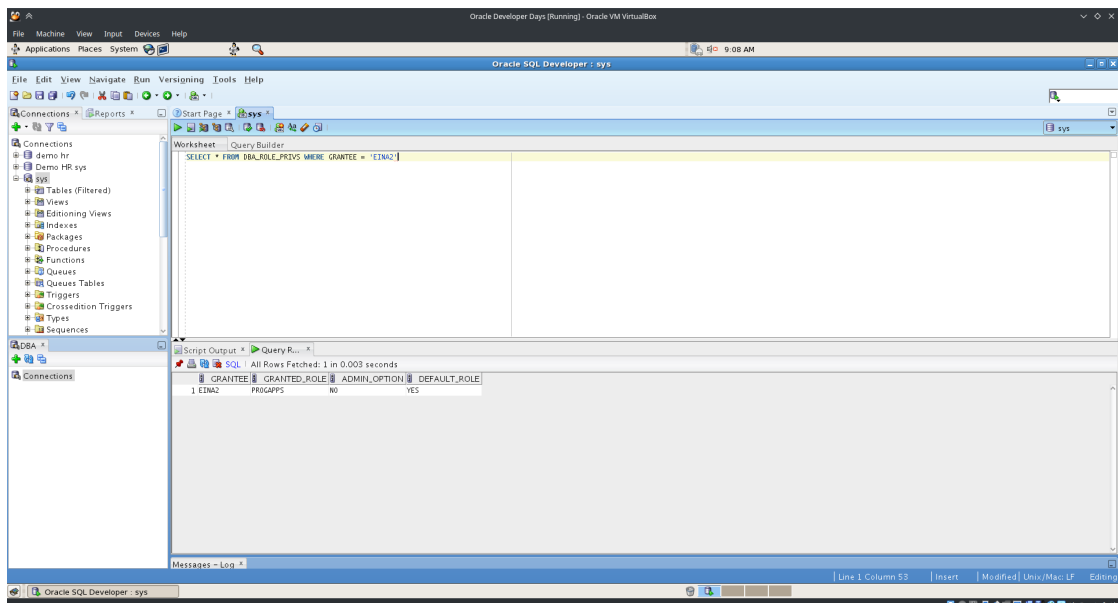 Oracle Developer Days [Running] - Oracle VM VirtualBox
File Machine View Input Devices Help
Applications Places System 9:08 AM
Oracle SQL Developer : sys
File Edit View Navigate Run Versigning Tools Help
Connections Reports Start Page sys
sys
Worksheet Query Builder
SELECT * FROM DBA_ROLE_PRIVS WHERE GRANTEE = 'EINA2'
Connections
demo hr
Demo HR sys
sys
Tables (Filtered)
Views
Editioning Views
Indexes
Packages
Procedures
Functions
Queues
Queues Tables
Triggers
Crossedition Triggers
Types
Sequences
DBA
Connections
Script Output Query R...
SQL All Rows Fetched: 1 in 0.003 seconds
GRANTEE GRANTED_ROLE ADMIN_OPTION DEFAULT_ROLE
1 EINA2 PROGAPPS NO YES
Messages - Log
Line 1 Column 53 Insert Modified Unix/Mac: LF Editing
Oracle SQL Developer : sys